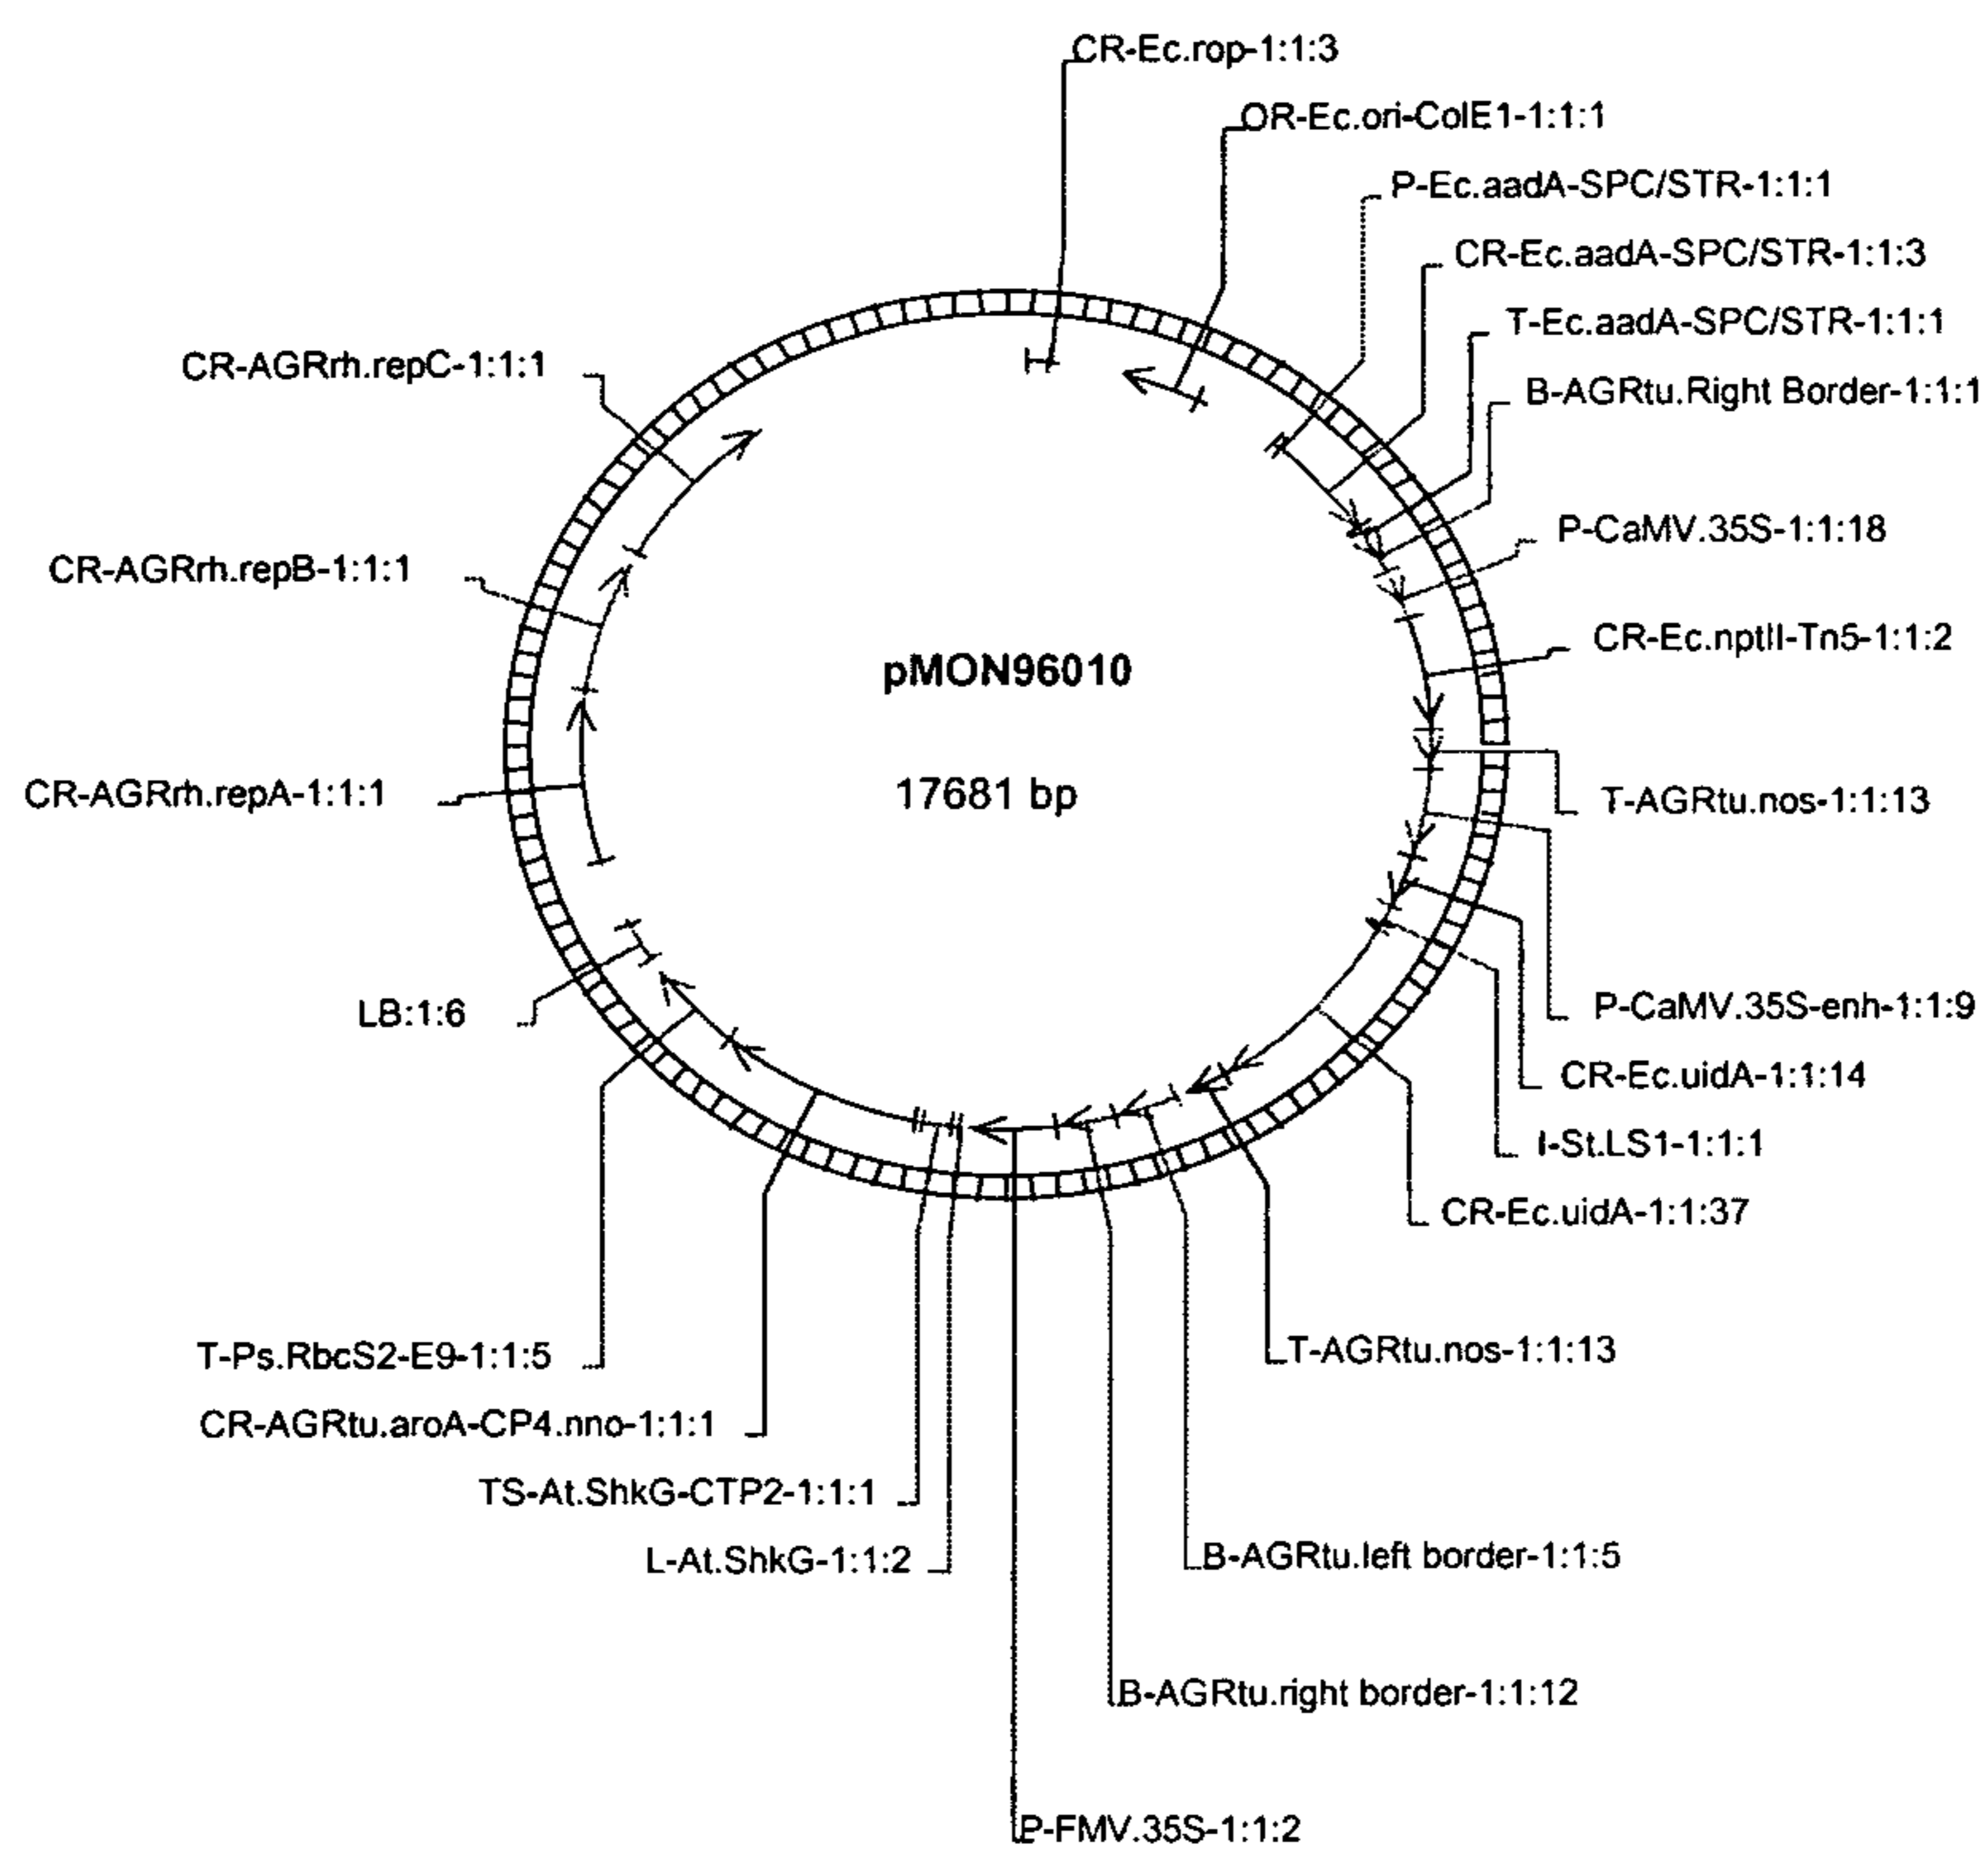 CR-Ec.rop-1:1:3
OR-Ec.ori-ColE1-1:1:1
P-Ec.aadA-SPC/STR-1:1:1
CR-Ec.aadA-SPC/STR-1:1:3
T-Ec.aadA-SPC/STR-1:1:1
B-AGRtu.Right Border-1:1:1
P-CaMV.35S-1:1:18
CR-Ec.nptII-Tn5-1:1:2
T-AGRtu.nos-1:1:13
P-CaMV.35S-enh-1:1:9
CR-Ec.uidA-1:1:14
I-St.LS1-1:1:1
CR-Ec.uidA-1:1:37
T-AGRtu.nos-1:1:13
B-AGRtu.left border-1:1:5
B-AGRtu.right border-1:1:12
P-FMV.35S-1:1:2
L-At.ShkG-1:1:2
TS-At.ShkG-CTP2-1:1:1
CR-AGRtu.aroA-CP4.nno-1:1:1
T-Ps.RbcS2-E9-1:1:5
LB:1:6
CR-AGRrh.repA-1:1:1
CR-AGRrh.repB-1:1:1
CR-AGRrh.repC-1:1:1
pMON96010
17681 bp